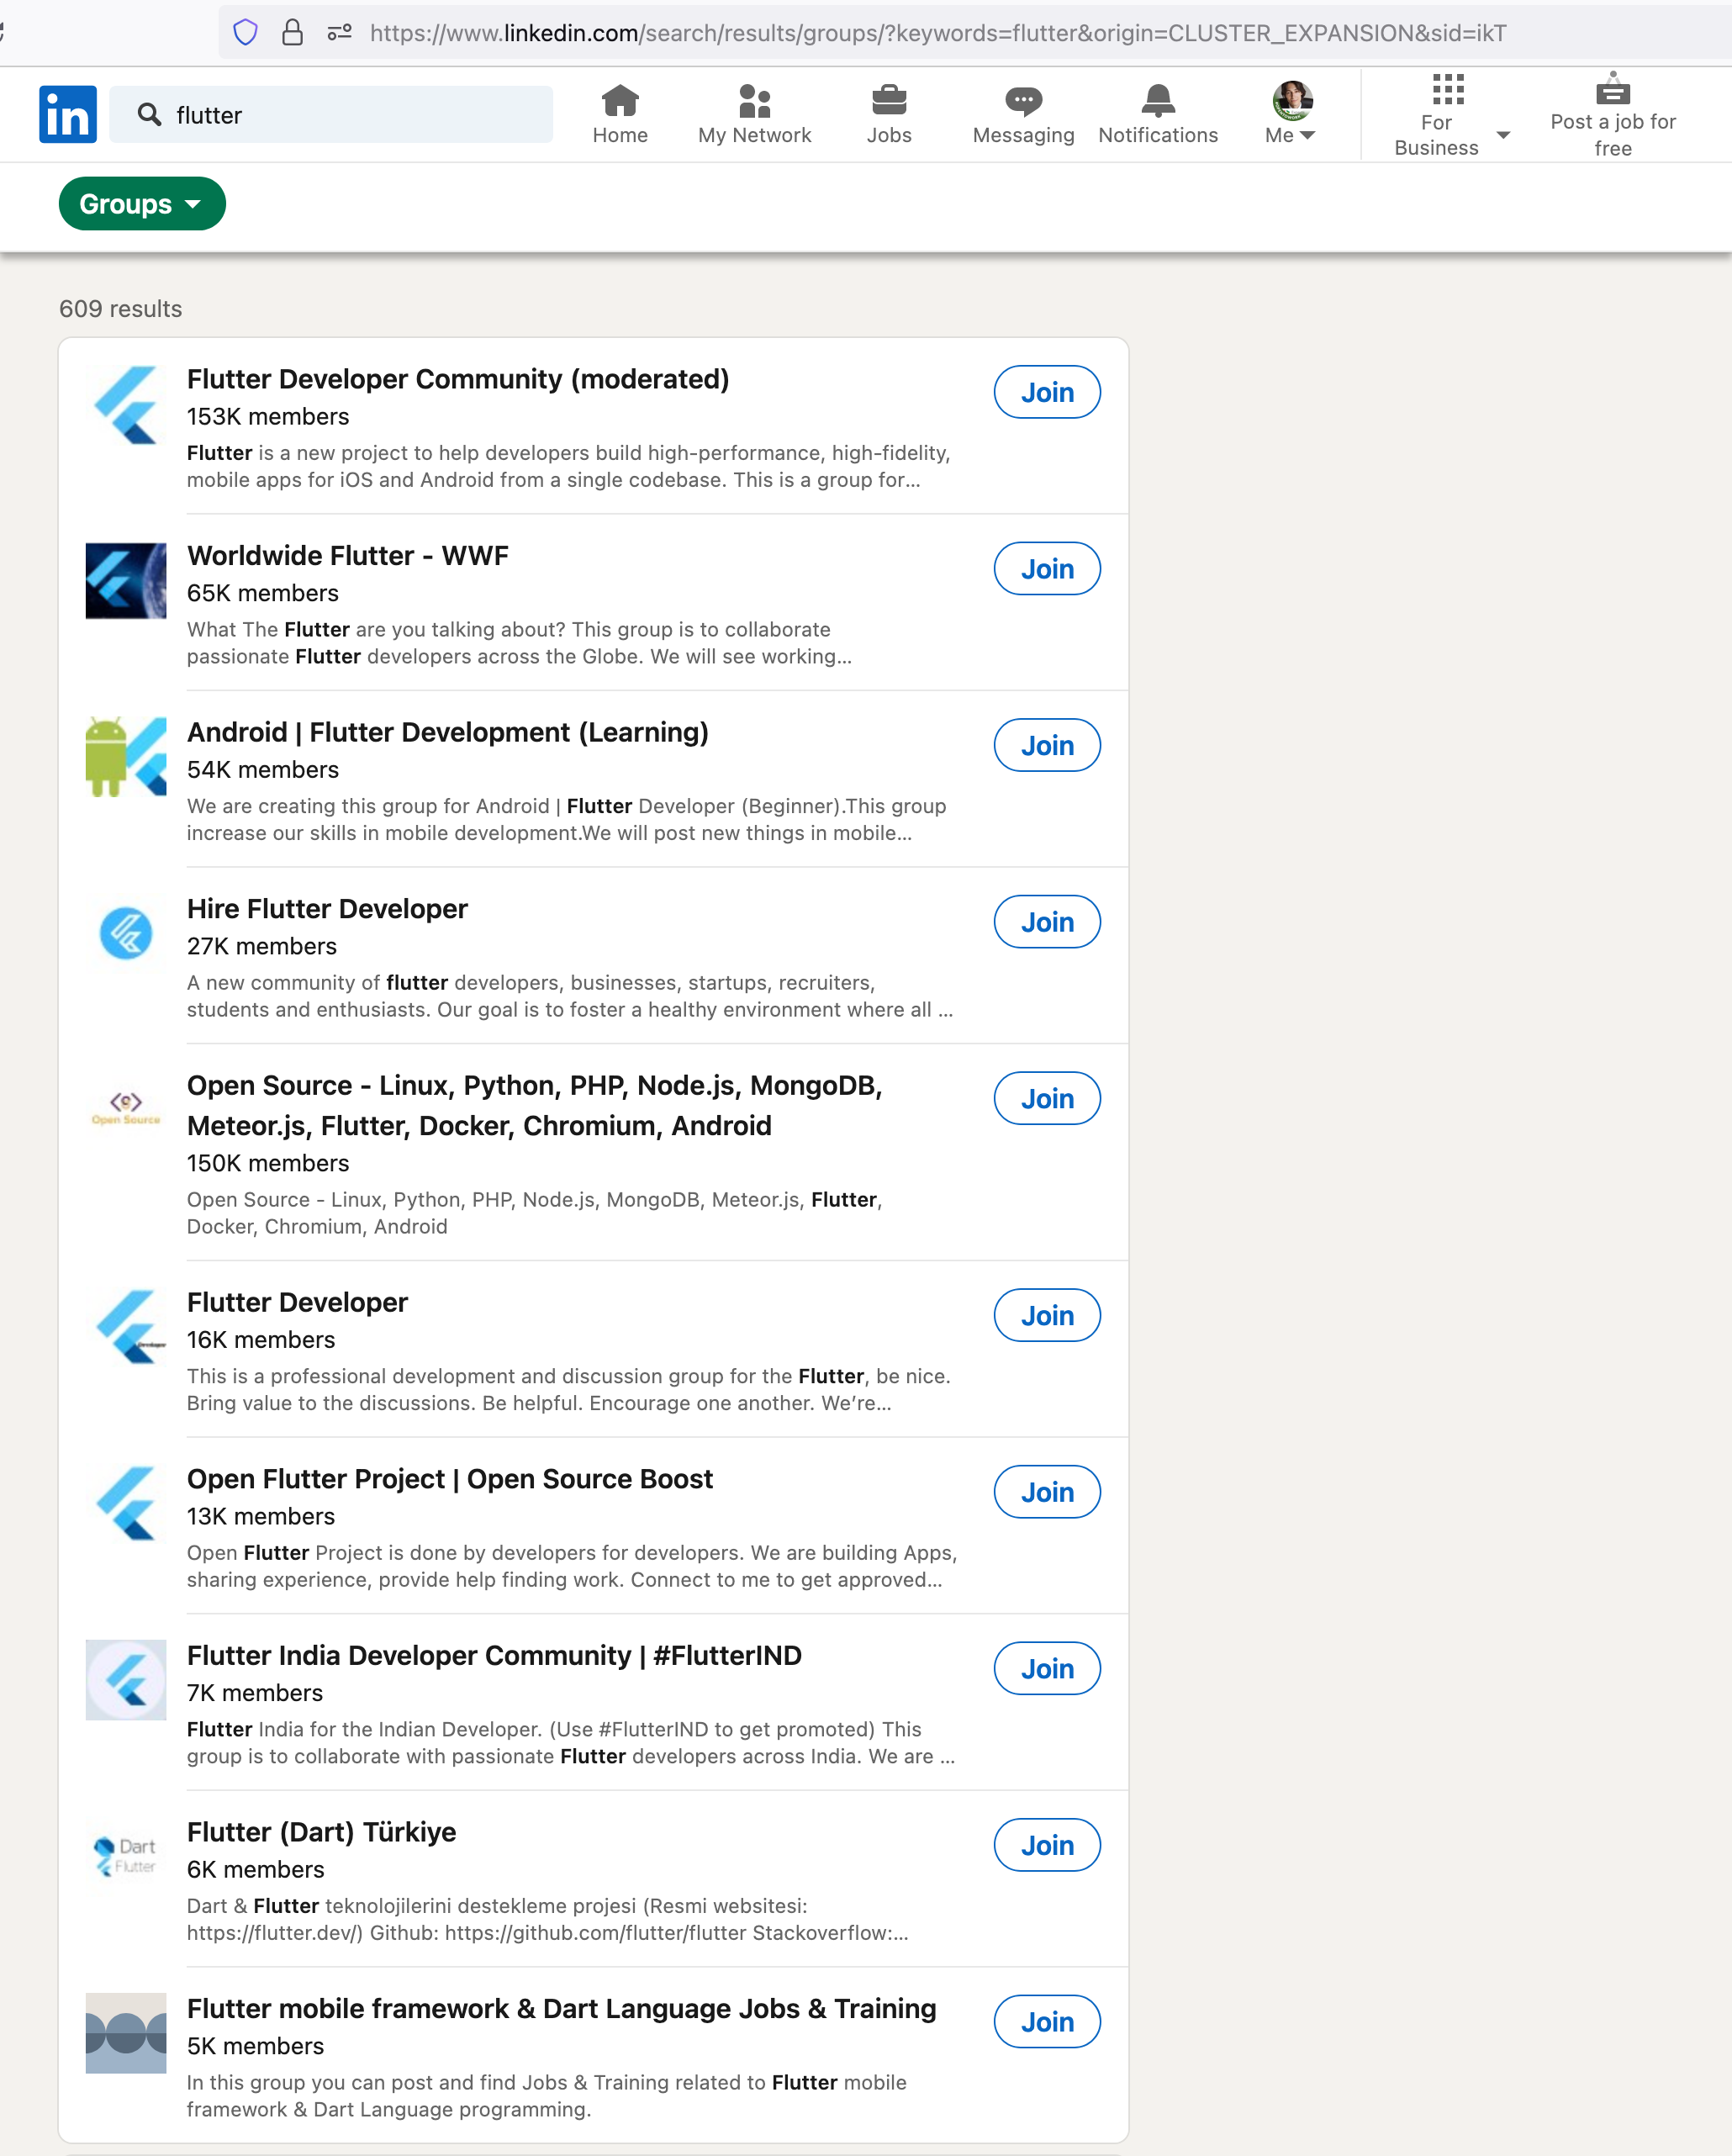 https://www.linkedin.com/search/results/groups/?keywords=flutter&origin=CLUSTER_EXPANSION&sid=ikT
in
flutter
Home
My Network
Jobs
Messaging
Notifications
Me
For
Business
Post a job for
free
Groups
609 results
Flutter Developer Community (moderated)
153K members
Flutter is a new project to help developers build high-performance, high-fidelity,
mobile apps for iOS and Android from a single codebase. This is a group for...
Join
Worldwide Flutter - WWF
65K members
What The Flutter are you talking about? This group is to collaborate
passionate Flutter developers across the Globe. We will see working...
Join
Android | Flutter Development (Learning)
54K members
We are creating this group for Android | Flutter Developer (Beginner).This group
increase our skills in mobile development.We will post new things in mobile...
Join
Hire Flutter Developer
27K members
A new community of flutter developers, businesses, startups, recruiters,
students and enthusiasts. Our goal is to foster a healthy environment where all ...
Join
Open Source
Open Source - Linux, Python, PHP, Node.js, MongoDB,
Meteor.js, Flutter, Docker, Chromium, Android
150K members
Open Source - Linux, Python, PHP, Node.js, MongoDB, Meteor.js, Flutter,
Docker, Chromium, Android
Join
Developer
Flutter Developer
16K members
This is a professional development and discussion group for the Flutter, be nice.
Bring value to the discussions. Be helpful. Encourage one another. We’re...
Join
Open Flutter Project | Open Source Boost
13K members
Open Flutter Project is done by developers for developers. We are building Apps,
sharing experience, provide help finding work. Connect to me to get approved...
Join
Flutter India Developer Community | #FlutterIND
7K members
Flutter India for the Indian Developer. (Use #FlutterIND to get promoted) This
group is to collaborate with passionate Flutter developers across India. We are ...
Join
Dart
Flutter
Flutter (Dart) Türkiye
6K members
Dart & Flutter teknolojilerini destekleme projesi (Resmi websitesi:
https://flutter.dev/) Github: https://github.com/flutter/flutter Stackoverflow:...
Join
Flutter mobile framework & Dart Language Jobs & Training
5K members
In this group you can post and find Jobs & Training related to Flutter mobile
framework & Dart Language programming.
Join